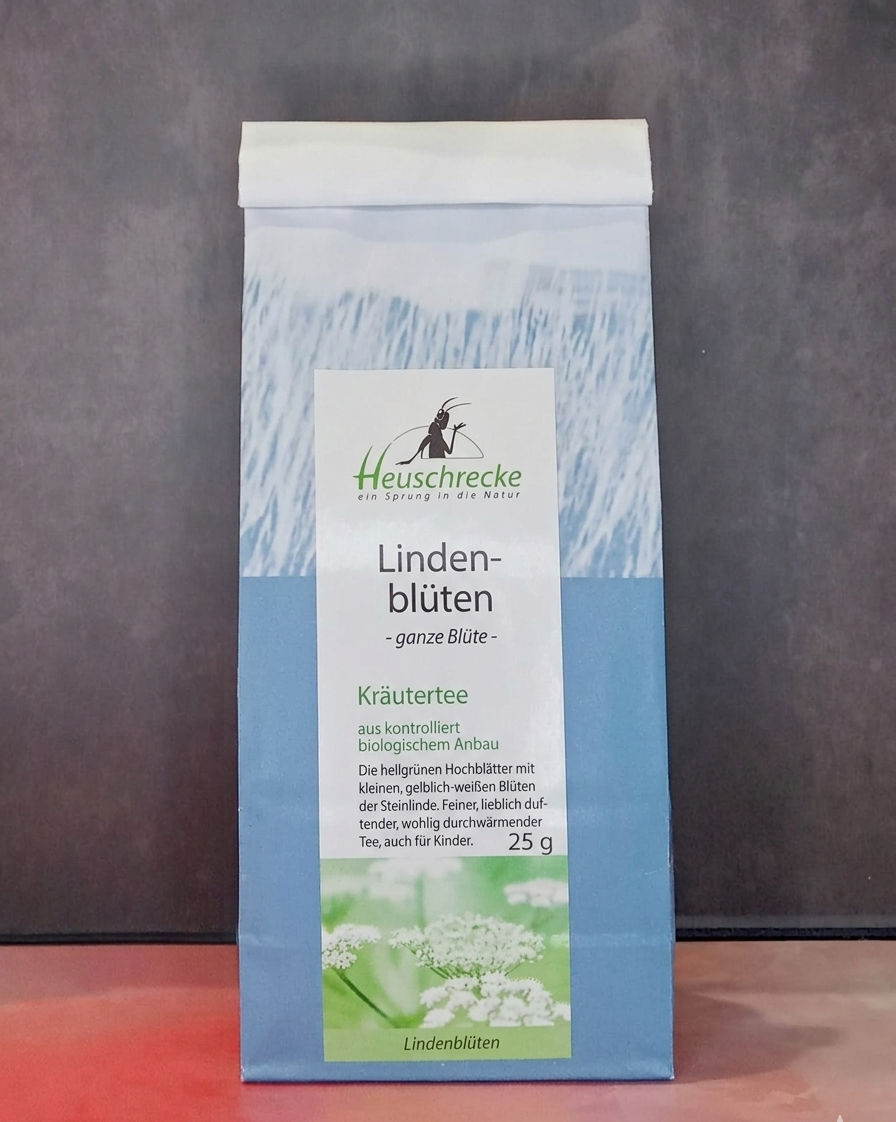 Heuschrecke
ein Sprung in die Natur
Linden-
blüten
- ganze Blüte -
Kräutertee
aus kontrolliert
biologischem Anbau
Die hellgrünen Hochblätter mit
kleinen, gelblich-weißen Blüten
der Steinlinde. Feiner, lieblich duf-
tender, wohlig durchwärmender
Tee, auch für Kinder. 25 g
Lindenblüten